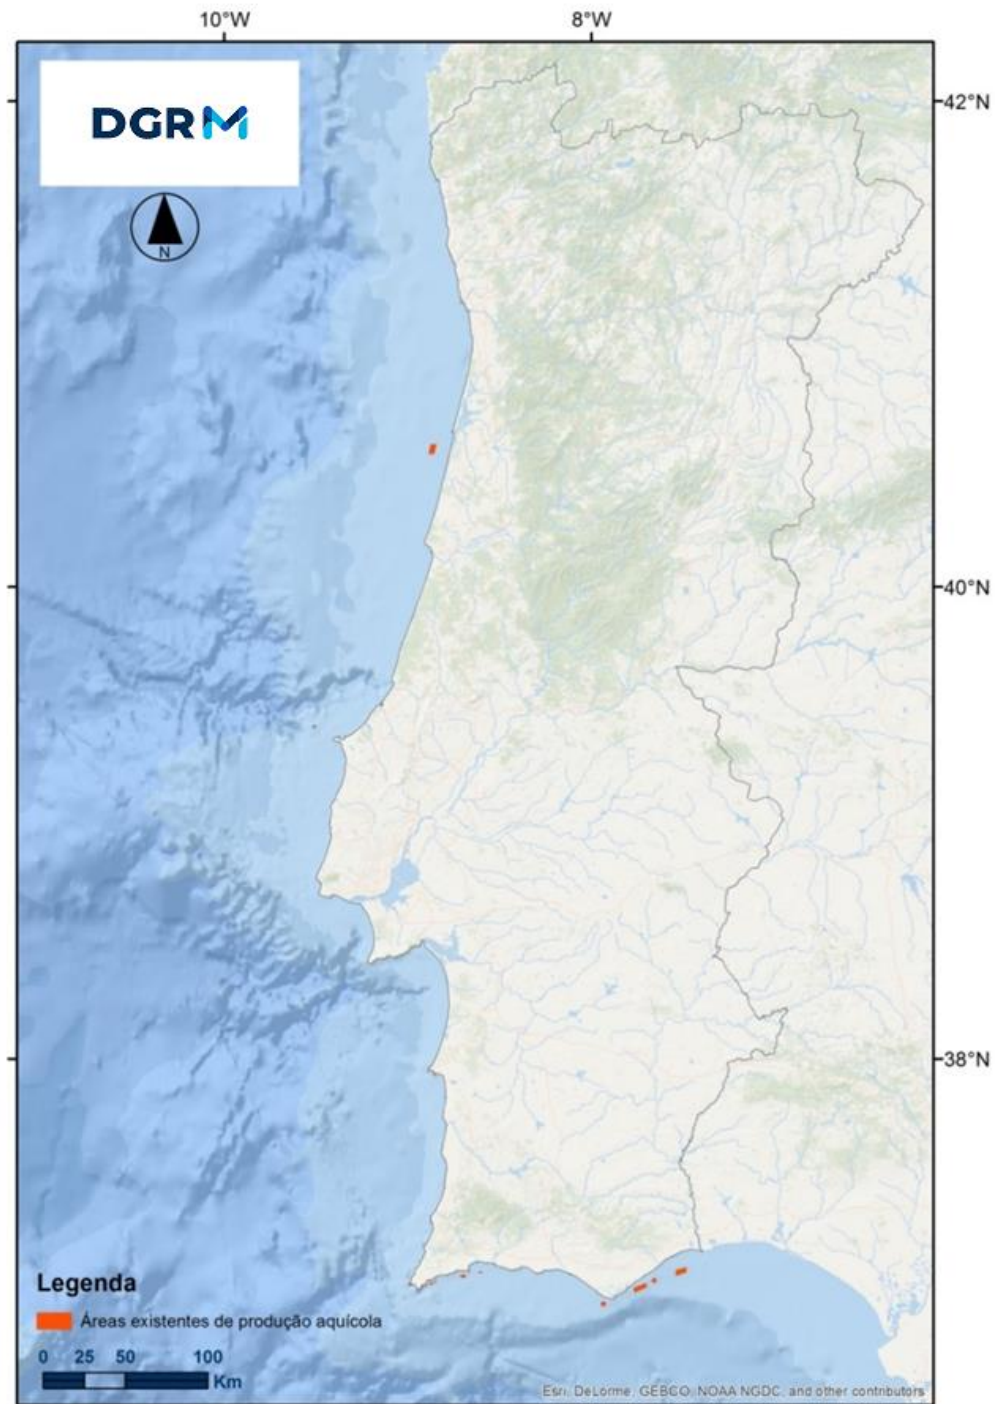 10°W 8°W
DGRM
42°N
N
40°N
38°N
Legenda
Áreas existentes de produção aquícola
0 25 50 100
Km
Esri, DeLorme, GEBCO, NOAA NGDC, and other contributors